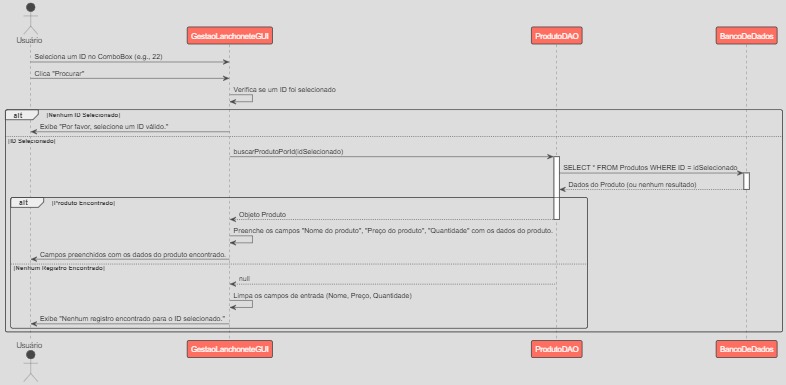 Usuário
GestaoLanchoneteGUI
ProdutoDAO
BancoDeDados
Seleciona um ID no ComboBox (e.g., 22)
Clica "Procurar"
Verifica se um ID foi selecionado
alt
[Nenhum ID Selecionado]
Exibe "Por favor, selecione um ID válido."
[ID Selecionado]
buscarProdutoPorId(idSelecionado)
SELECT * FROM Produtos WHERE ID = idSelecionado
Dados do Produto (ou nenhum resultado)
alt
[Produto Encontrado]
Objeto Produto
Preenche os campos "Nome do produto", "Preço do produto", "Quantidade" com os dados do produto.
Campos preenchidos com os dados do produto encontrado.
[Nenhum Registro Encontrado]
null
Limpa os campos de entrada (Nome, Preço, Quantidade)
Exibe "Nenhum registro encontrado para o ID selecionado."
Usuário
GestaoLanchoneteGUI
ProdutoDAO
BancoDeDados